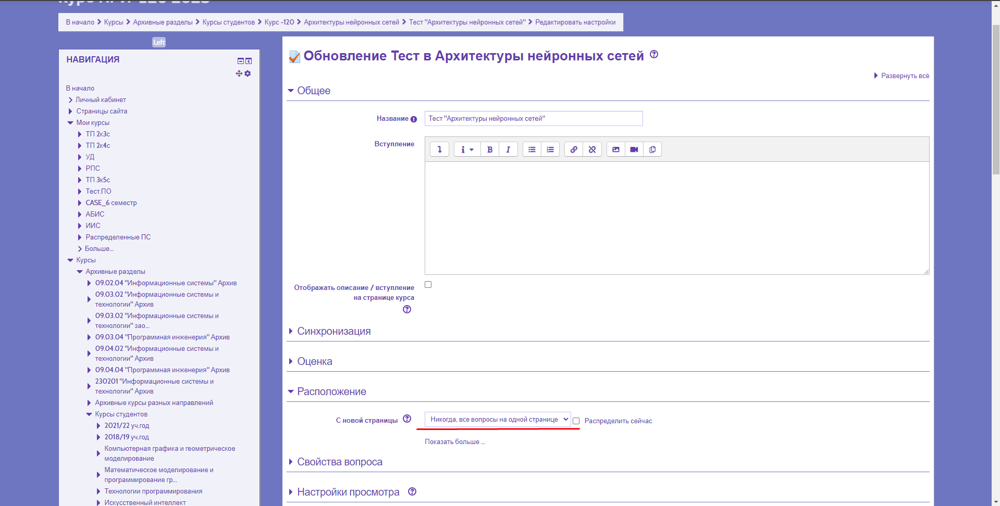 В начало > Курсы > Архивные разделы > Курсы студентов > Курс -120 > Архитектуры нейронных сетей > Тест "Архитектуры нейронных сетей" > Редактировать настройки
Left
НАВИГАЦИЯ
В начало
Личный кабинет
Страницы сайта
Мои курсы
ТП 2к3с
ТП 2к4с
УД
РПС
ТП 3к5с
Тест.ПО
CASE_6 семестр
АБИС
ИИС
Распределенные ПС
Больше...
Курсы
Архивные разделы
09.02.04 "Информационные системы" Архив
09.03.02 "Информационные системы и
технологии" Архив
09.03.02 "Информационные системы и
технологии" зао...
09.03.04 "Программная инженерия" Архив
09.04.02 "Информационные системы и
технологии" Архив
09.04.04 "Программная инженерия" Архив
230201 "Информационные системы и
технологии" Архив
Архивные курсы разных направлений
Курсы студентов
2021/22 уч.год
2018/19 уч.год
Компьютерная графика и геометрическое
моделирование
Математическое моделирование и
программирование гр...
Технологии программирования
Искусственный интеллект
Обновление Тест в Архитектуры нейронных сетей
Развернуть всё
Общее
Название
Тест "Архитектуры нейронных сетей"
Вступление
Отображать описание / вступление
на странице курса
Синхронизация
Оценка
Расположение
С новой страницы
Никогда, все вопросы на одной странице
Распределить сейчас
Показать больше ...
Свойства вопроса
Настройки просмотра